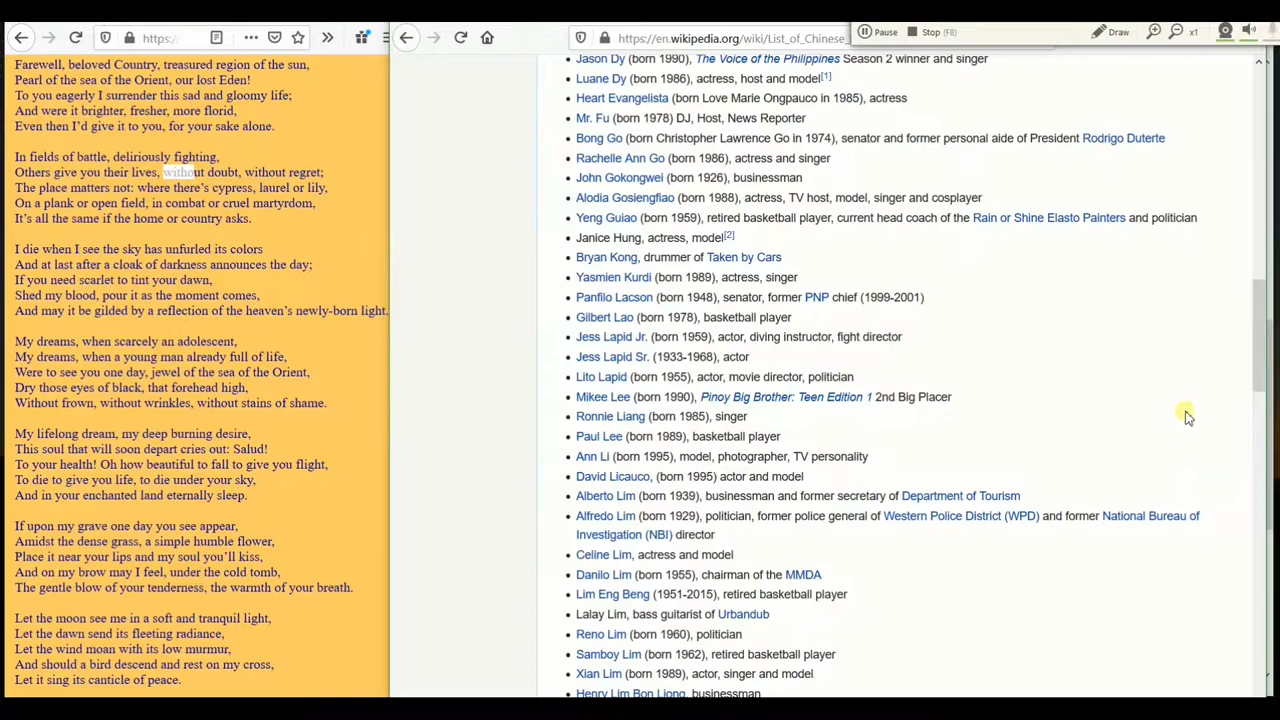 https://
https://en.wikipedia.org/wiki/List_of_Chinese_
Pause
Stop (F8)
Draw
x1
Farewell, beloved Country, treasured region of the sun,
Pearl of the sea of the Orient, our lost Eden!
To you eagerly I surrender this sad and gloomy life;
And were it brighter, fresher, more florid,
Even then I’d give it to you, for your sake alone.
In fields of battle, deliriously fighting,
Others give you their lives, without doubt, without regret;
The place matters not: where there’s cypress, laurel or lily,
On a plank or open field, in combat or cruel martyrdom,
It’s all the same if the home or country asks.
I die when I see the sky has unfurled its colors
And at last after a cloak of darkness announces the day;
If you need scarlet to tint your dawn,
Shed my blood, pour it as the moment comes,
And may it be gilded by a reflection of the heaven’s newly-born light.
My dreams, when scarcely an adolescent,
My dreams, when a young man already full of life,
Were to see you one day, jewel of the sea of the Orient,
Dry those eyes of black, that forehead high,
Without frown, without wrinkles, without stains of shame.
My lifelong dream, my deep burning desire,
This soul that will soon depart cries out: Salud!
To your health! Oh how beautiful to fall to give you flight,
To die to give you life, to die under your sky,
And in your enchanted land eternally sleep.
If upon my grave one day you see appear,
Amidst the dense grass, a simple humble flower,
Place it near your lips and my soul you’ll kiss,
And on my brow may I feel, under the cold tomb,
The gentle blow of your tenderness, the warmth of your breath.
Let the moon see me in a soft and tranquil light,
Let the dawn send its fleeting radiance,
Let the wind moan with its low murmur,
And should a bird descend and rest on my cross,
Let it sing its canticle of peace.
Jason Dy (born 1990), The Voice of the Philippines Season 2 winner and singer
Luane Dy (born 1986), actress, host and model[1]
Heart Evangelista (born Love Marie Ongpauco in 1985), actress
Mr. Fu (born 1978) DJ, Host, News Reporter
Bong Go (born Christopher Lawrence Go in 1974), senator and former personal aide of President Rodrigo Duterte
Rachelle Ann Go (born 1986), actress and singer
John Gokongwei (born 1926), businessman
Alodia Gosiengfiao (born 1988), actress, TV host, model, singer and cosplayer
Yeng Guiao (born 1959), retired basketball player, current head coach of the Rain or Shine Elasto Painters and politician
Janice Hung, actress, model[2]
Bryan Kong, drummer of Taken by Cars
Yasmien Kurdi (born 1989), actress, singer
Panfilo Lacson (born 1948), senator, former PNP chief (1999-2001)
Gilbert Lao (born 1978), basketball player
Jess Lapid Jr. (born 1959), actor, diving instructor, fight director
Jess Lapid Sr. (1933-1968), actor
Lito Lapid (born 1955), actor, movie director, politician
Mikee Lee (born 1990), Pinoy Big Brother: Teen Edition 1 2nd Big Placer
Ronnie Liang (born 1985), singer
Paul Lee (born 1989), basketball player
Ann Li (born 1995), model, photographer, TV personality
David Licauco, (born 1995) actor and model
Alberto Lim (born 1939), businessman and former secretary of Department of Tourism
Alfredo Lim (born 1929), politician, former police general of Western Police District (WPD) and former National Bureau of
Investigation (NBI) director
Celine Lim, actress and model
Danilo Lim (born 1955), chairman of the MMDA
Lim Eng Beng (1951-2015), retired basketball player
Lalay Lim, bass guitarist of Urbandub
Reno Lim (born 1960), politician
Samboy Lim (born 1962), retired basketball player
Xian Lim (born 1989), actor, singer and model
Henry Lim Bon Liong, businessman